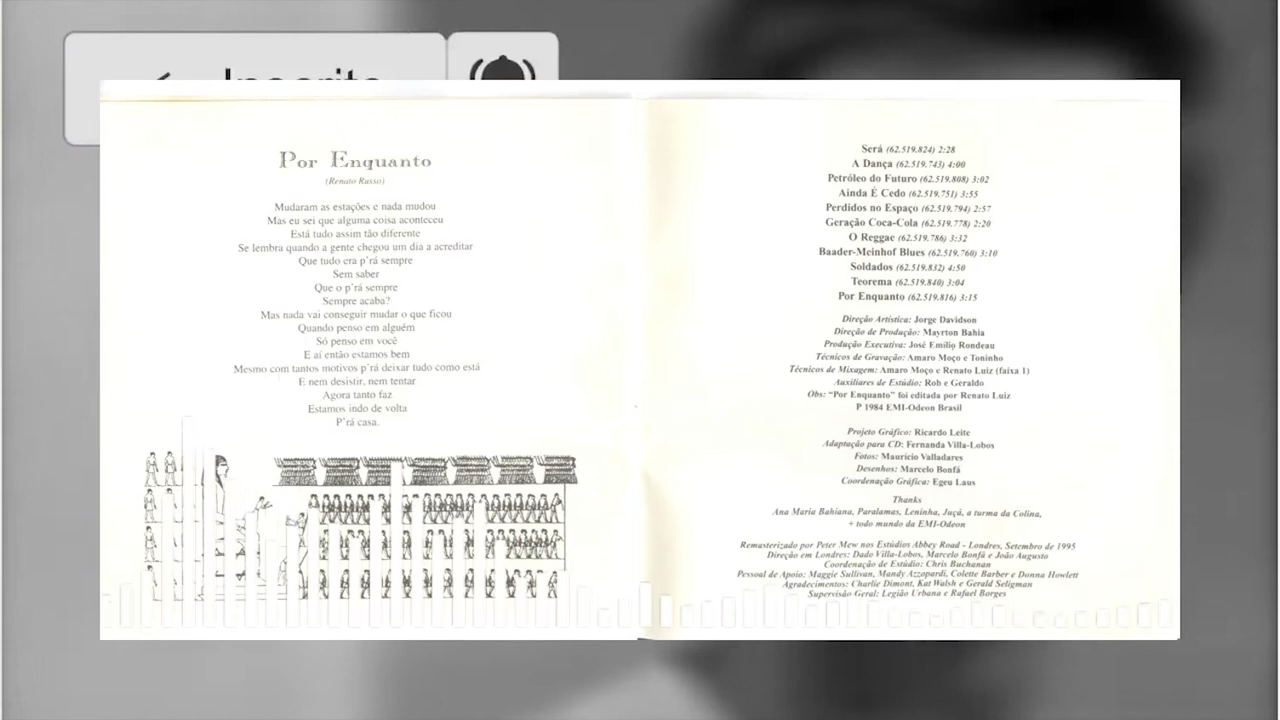 Inscrito
Por Enquanto
(Renato Russo)
Mudaram as estações e nada mudou
Mas eu sei que alguma coisa aconteceu
Está tudo assim tão diferente
Se lembra quando a gente chegou um dia a acreditar
Que tudo era p'rá sempre
Sem saber
Que o p'rá sempre
Sempre acaba?
Mas nada vai conseguir mudar o que ficou
Quando penso em alguém
Só penso em você
E aí então estamos bem
Mesmo com tantos motivos p'rá deixar tudo como está
E nem desistir, nem tentar
Agora tanto faz
Estamos indo de volta
P'rá casa.
Será (62.519.824) 2:28
A Dança (62.519.743) 4:00
Petróleo do Futuro (62.519.808) 3:02
Ainda É Cedo (62.519.751) 3:55
Perdidos no Espaço (62.519.794) 2:57
Geração Coca-Cola (62.519.778) 2:20
O Reggae (62.519.786) 3:32
Baader-Meinhof Blues (62.519.760) 3:10
Soldados (62.519.832) 4:50
Teorema (62.519.840) 3:04
Por Enquanto (62.519.816) 3:15
Direção Artística: Jorge Davidson
Direção de Produção: Mayrton Bahia
Produção Executiva: José Emílio Rondeau
Técnicos de Gravação: Amaro Moço e Toninho
Técnicos de Mixagem: Amaro Moço e Renato Luiz (faixa 1)
Auxiliares de Estúdio: Rob e Geraldo
Obs: “Por Enquanto” foi editada por Renato Luiz
P 1984 EMI-Odeon Brasil
Projeto Gráfico: Ricardo Leite
Adaptação para CD: Fernanda Villa-Lobos
Fotos: Maurício Valladares
Desenhos: Marcelo Bonfá
Coordenação Gráfica: Egeu Laus
Thanks
Ana Maria Bahiana, Paralamas, Leninha, Juçá, a turma da Colina,
+ todo mundo da EMI-Odeon
Remasterizado por Peter Mew nos Estúdios Abbey Road - Londres, Setembro de 1995
Direção em Londres: Dado Villa-Lobos, Marcelo Bonfá e João Augusto
Coordenação de Estúdio: Chris Buchanan
Pessoal de Apoio: Maggie Sullivan, Mandy Azzopardi, Colette Barber e Donna Howlett
Agradecimentos: Charlie Dimont, Kat Walsh e Gerald Seligman
Supervisão Geral: Legião Urbana e Rafael Borges